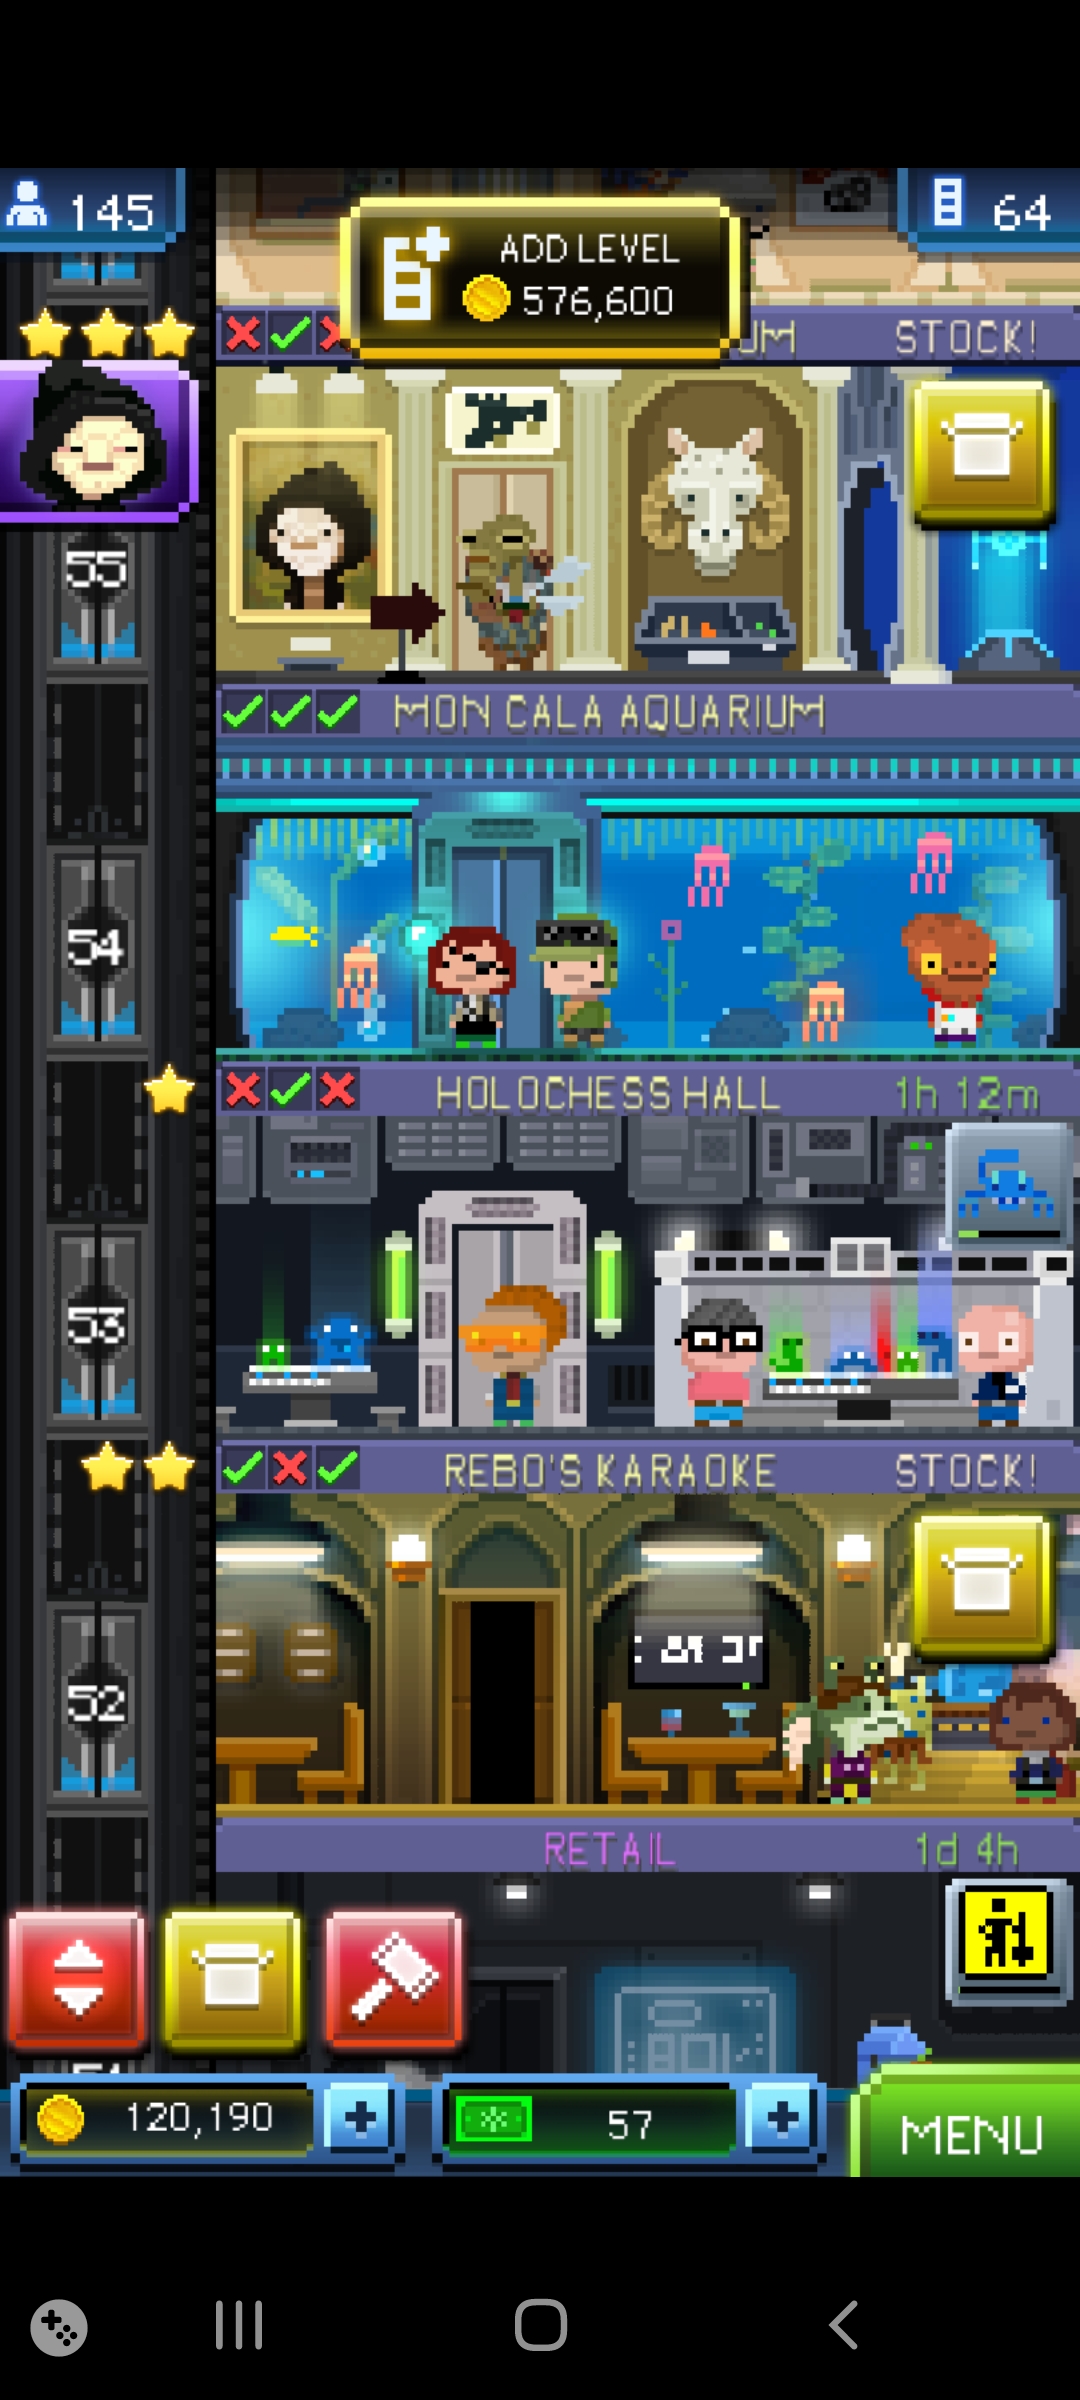 145
ADD LEVEL
576,600
64
UM STOCK!
55
MON CALA AQUARIUM
54
HOLOCHESS HALL 1h 12m
53
REBO'S KARAOKE STOCK!
52
RETAIL 1d 4h
120,190
57
MENU